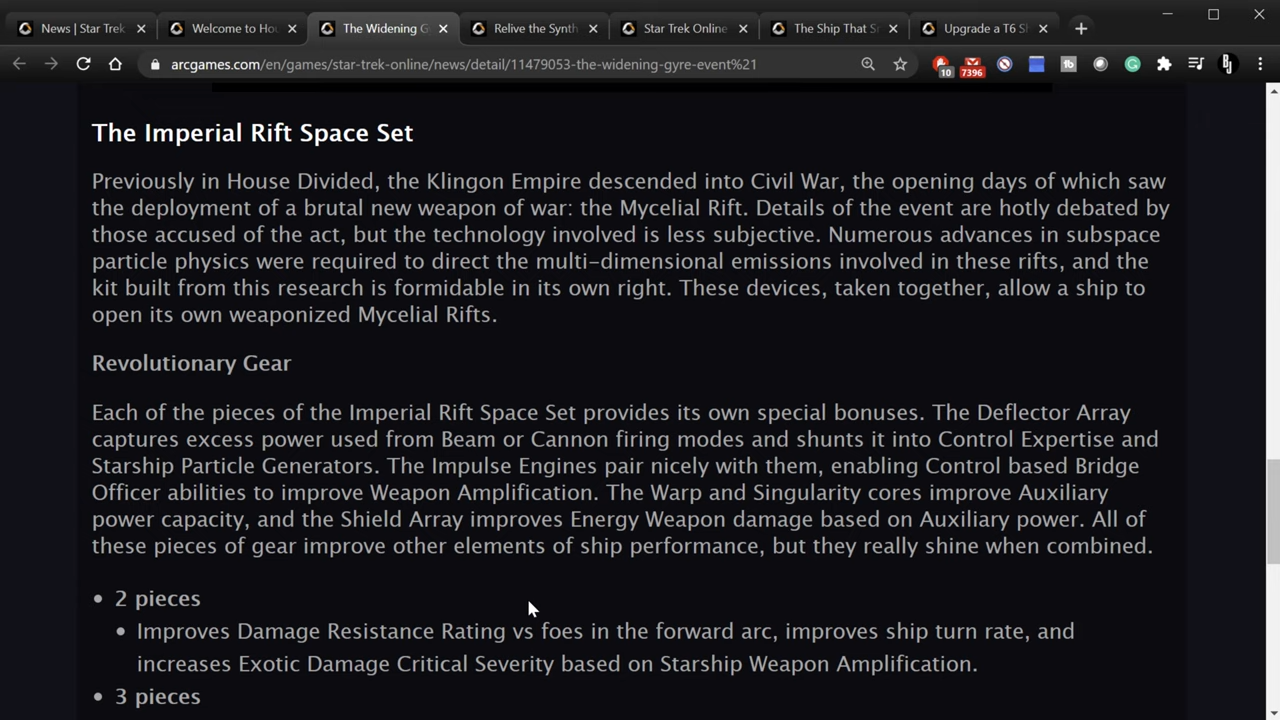 News | Star Trek
Welcome to Hou
The Widening G
Relive the Synth
Star Trek Online
The Ship That S
Upgrade a T6 Sh
arcgames.com/en/games/star-trek-online/news/detail/11479053-the-widening-gyre-event%21
10
7396
tb
The Imperial Rift Space Set
Previously in House Divided, the Klingon Empire descended into Civil War, the opening days of which saw
the deployment of a brutal new weapon of war: the Mycelial Rift. Details of the event are hotly debated by
those accused of the act, but the technology involved is less subjective. Numerous advances in subspace
particle physics were required to direct the multi-dimensional emissions involved in these rifts, and the
kit built from this research is formidable in its own right. These devices, taken together, allow a ship to
open its own weaponized Mycelial Rifts.
Revolutionary Gear
Each of the pieces of the Imperial Rift Space Set provides its own special bonuses. The Deflector Array
captures excess power used from Beam or Cannon firing modes and shunts it into Control Expertise and
Starship Particle Generators. The Impulse Engines pair nicely with them, enabling Control based Bridge
Officer abilities to improve Weapon Amplification. The Warp and Singularity cores improve Auxiliary
power capacity, and the Shield Array improves Energy Weapon damage based on Auxiliary power. All of
these pieces of gear improve other elements of ship performance, but they really shine when combined.
• 2 pieces
• Improves Damage Resistance Rating vs foes in the forward arc, improves ship turn rate, and
increases Exotic Damage Critical Severity based on Starship Weapon Amplification.
• 3 pieces